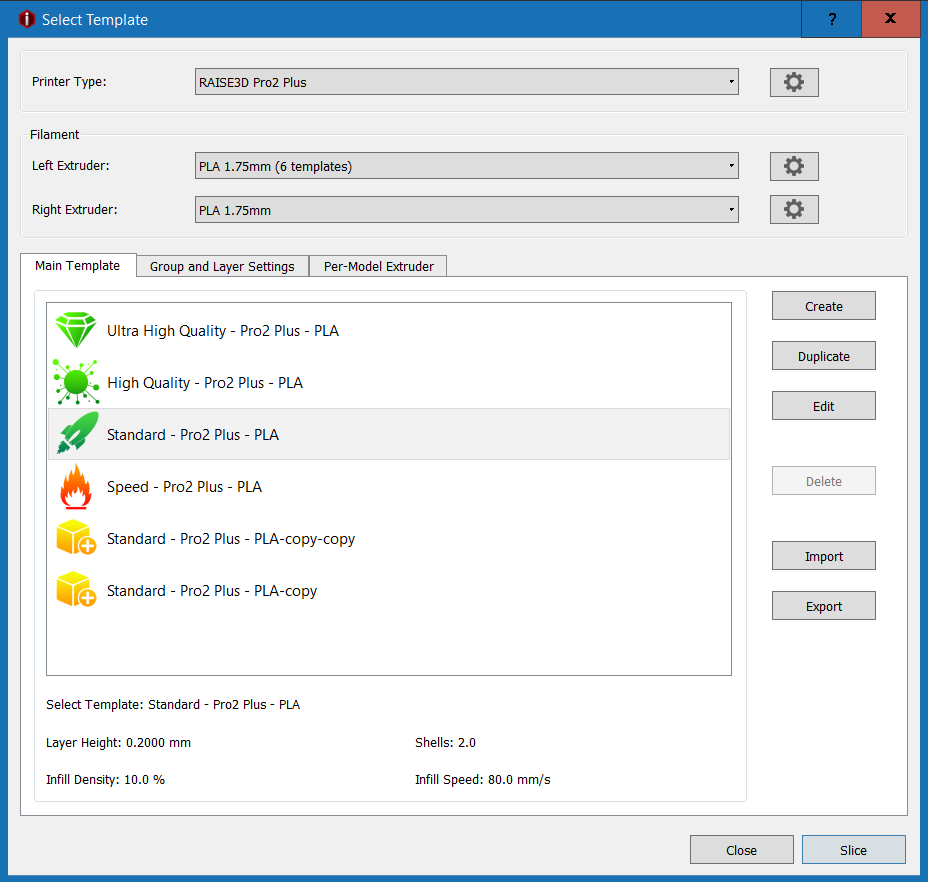 Select Template
?
x
Printer Type:
RAISE3D Pro2 Plus
Filament
Left Extruder:
PLA 1.75mm (6 templates)
Right Extruder:
PLA 1.75mm
Main Template
Group and Layer Settings
Per-Model Extruder
Ultra High Quality - Pro2 Plus - PLA
High Quality - Pro2 Plus - PLA
Standard - Pro2 Plus - PLA
Speed - Pro2 Plus - PLA
Standard - Pro2 Plus - PLA-copy-copy
Standard - Pro2 Plus - PLA-copy
Create
Duplicate
Edit
Delete
Import
Export
Select Template: Standard - Pro2 Plus - PLA
Layer Height: 0.2000 mm
Shells: 2.0
Infill Density: 10.0 %
Infill Speed: 80.0 mm/s
Close
Slice